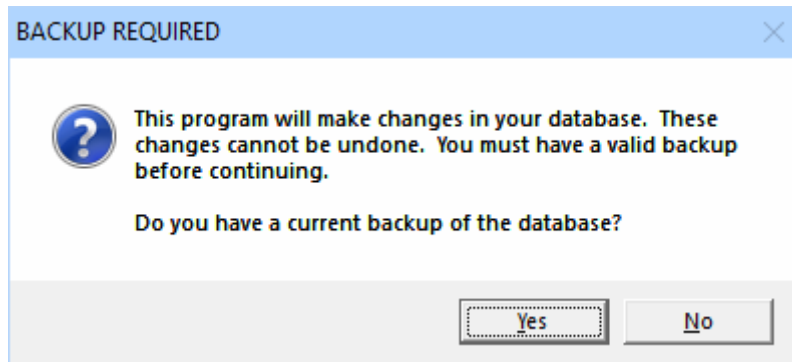 BACKUP REQUIRED
This program will make changes in your database.  These
changes cannot be undone.  You must have a valid backup
before continuing.
Do you have a current backup of the database?
Yes
No